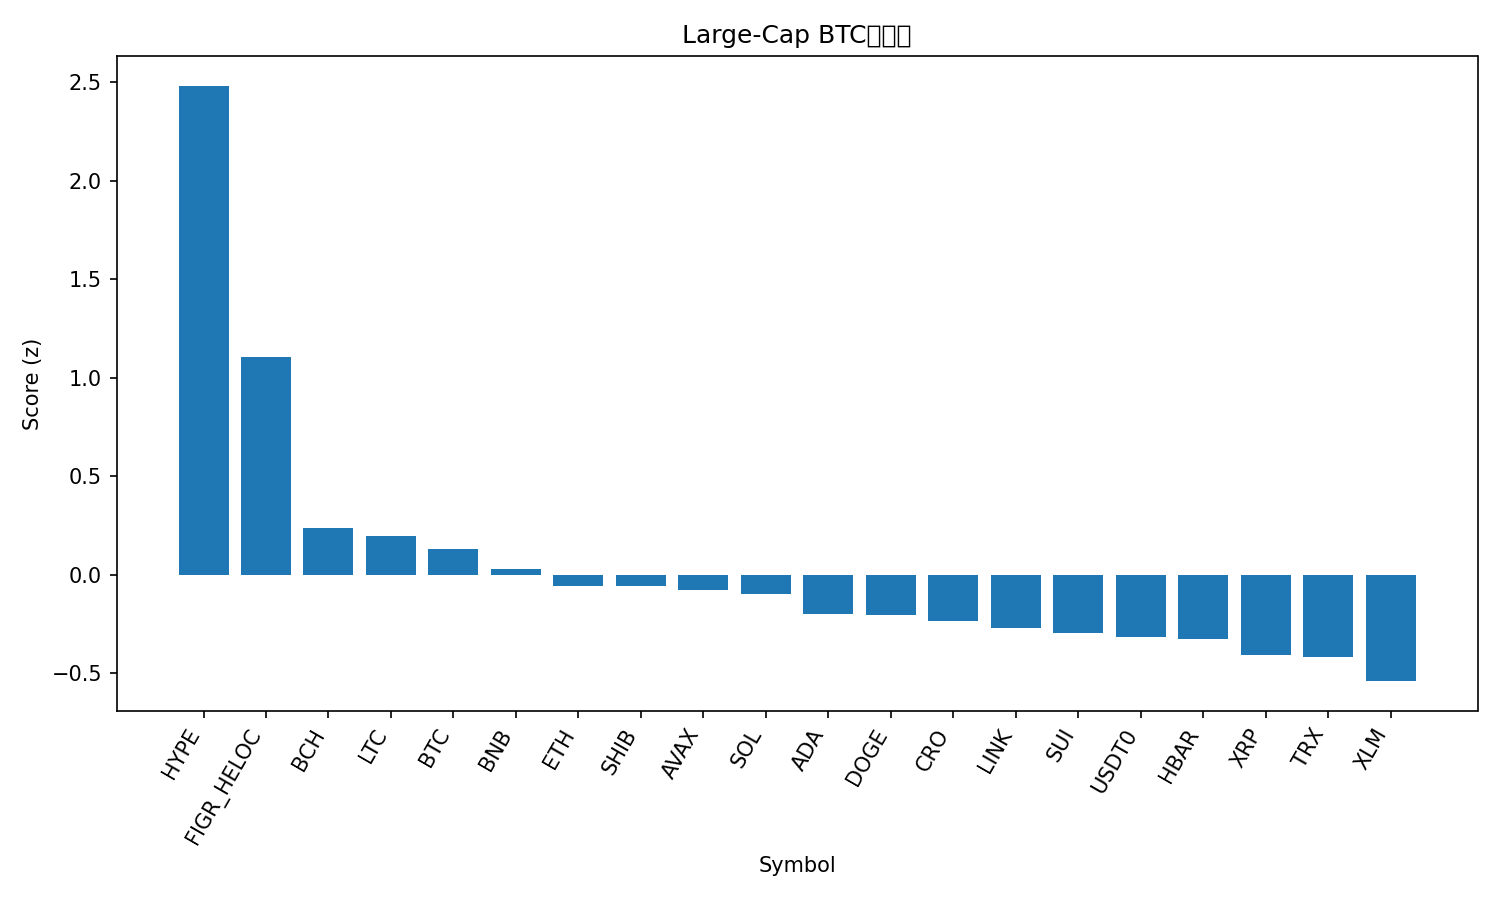 Large-Cap BTC
2.5
2.0
1.5
1.0
0.5
0.0
−0.5
Score (z)
HYPE
FIGR_HELOC
BCH
LTC
BTC
BNB
ETH
SHIB
AVAX
SOL
ADA
DOGE
CRO
LINK
SUI
USDT0
HBAR
XRP
TRX
XLM
Symbol